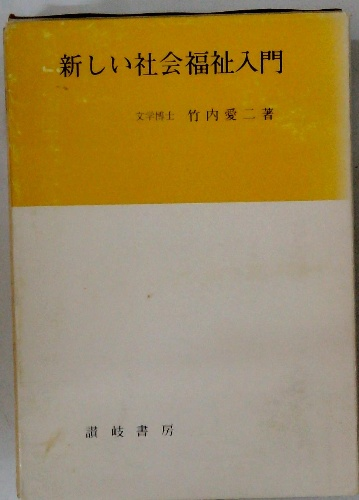 新しい社会福祉入門
文学博士 竹内愛二著
讃岐書房